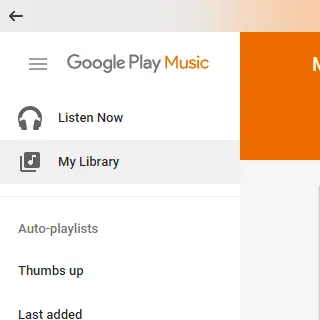 Google Play Music
M
Listen Now
My Library
Auto-playlists
Thumbs up
Last added